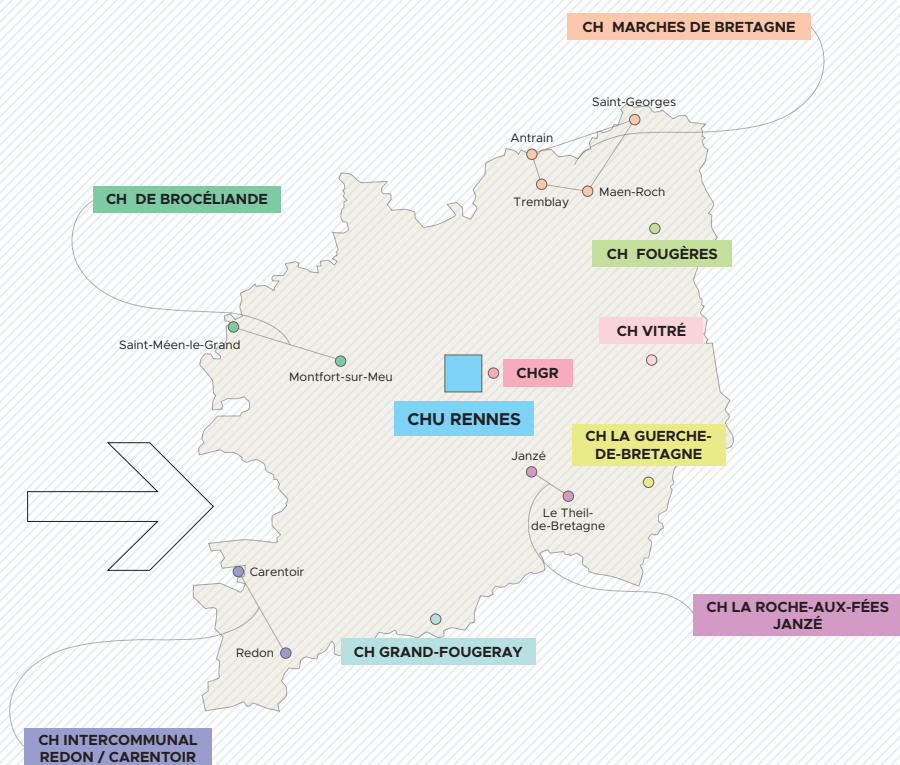 CH MARCHES DE BRETAGNE
Saint-Georges
Antrain
Tremblay
Maen-Roch
CH DE BROCÉLIANDE
CH FOUGÈRES
Saint-Méen-le-Grand
Montfort-sur-Meu
CH VITRÉ
CHGR
CHU RENNES
CH LA GUERCHE-
DE-BRETAGNE
Janzé
Le Theil-
de-Bretagne
Carentoir
CH LA ROCHE-AUX-FÉES
JANZÉ
Redon
CH GRAND-FOUGERAY
CH INTERCOMMUNAL
REDON / CARENTOIR